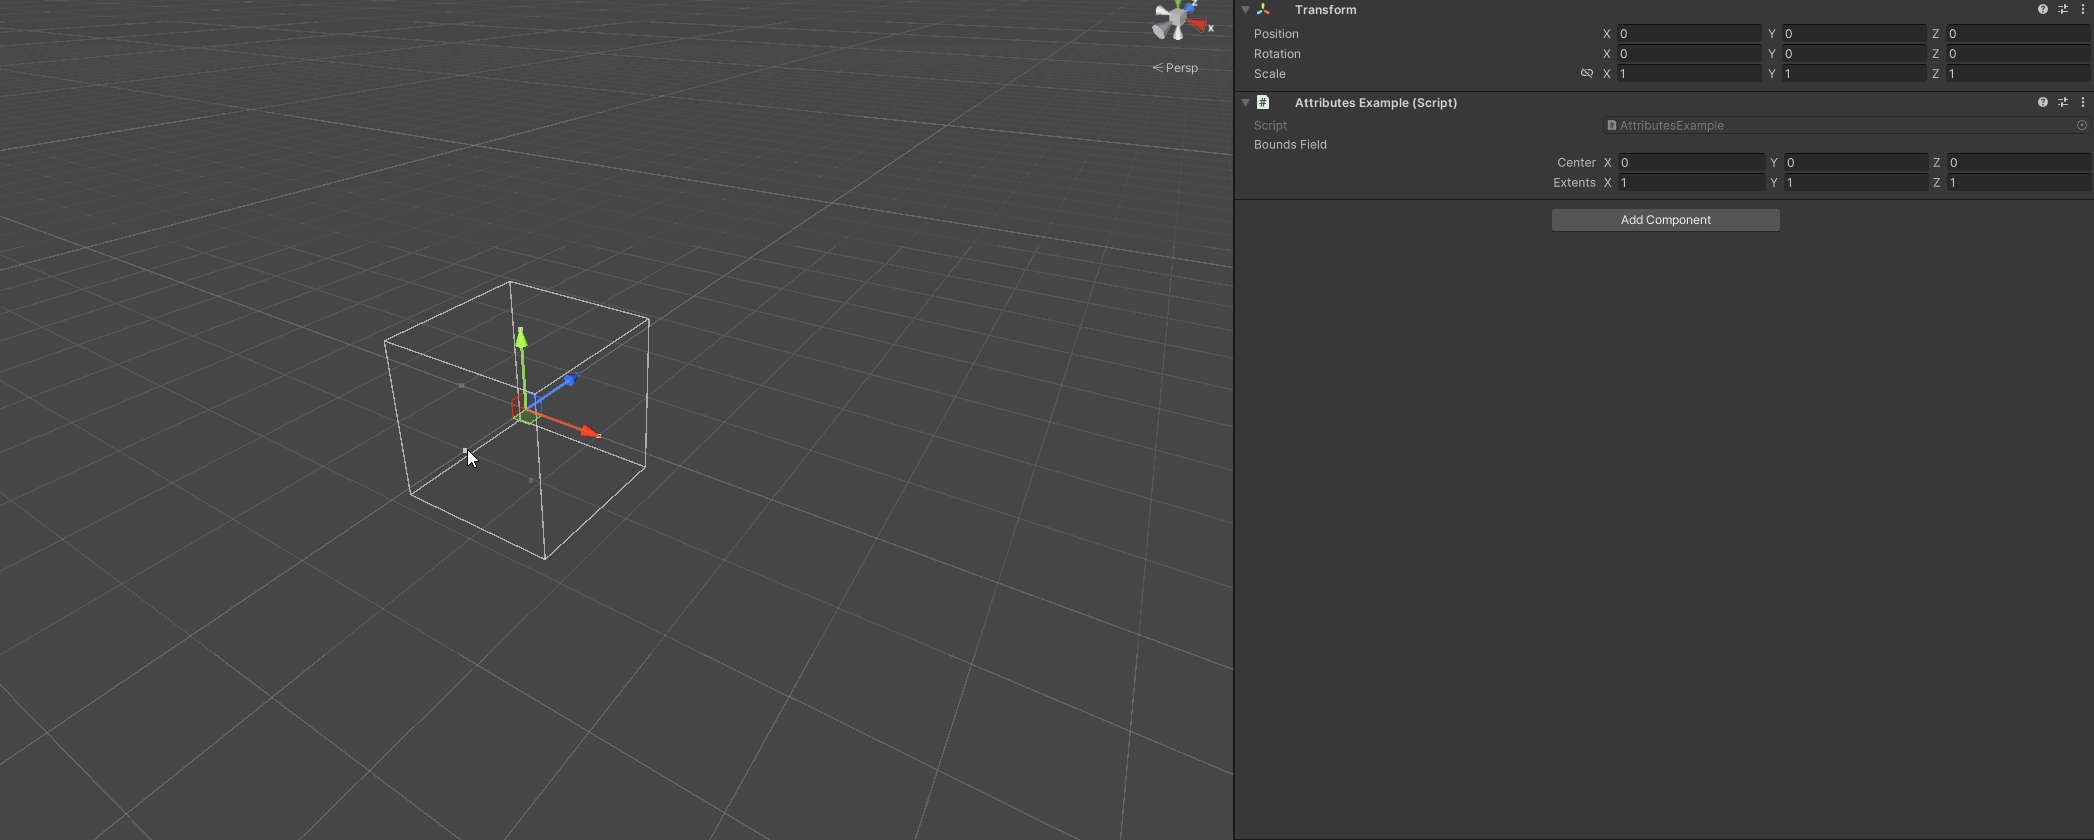 z
x
< Persp
Transform
Position X 0 Y 0 Z 0
Rotation X 0 Y 0 Z 0
Scale X 1 Y 1 Z 1
# Attributes Example (Script)
Script # AttributesExample
Bounds Field
Center X 0 Y 0 Z 0
Extents X 1 Y 1 Z 1
Add Component